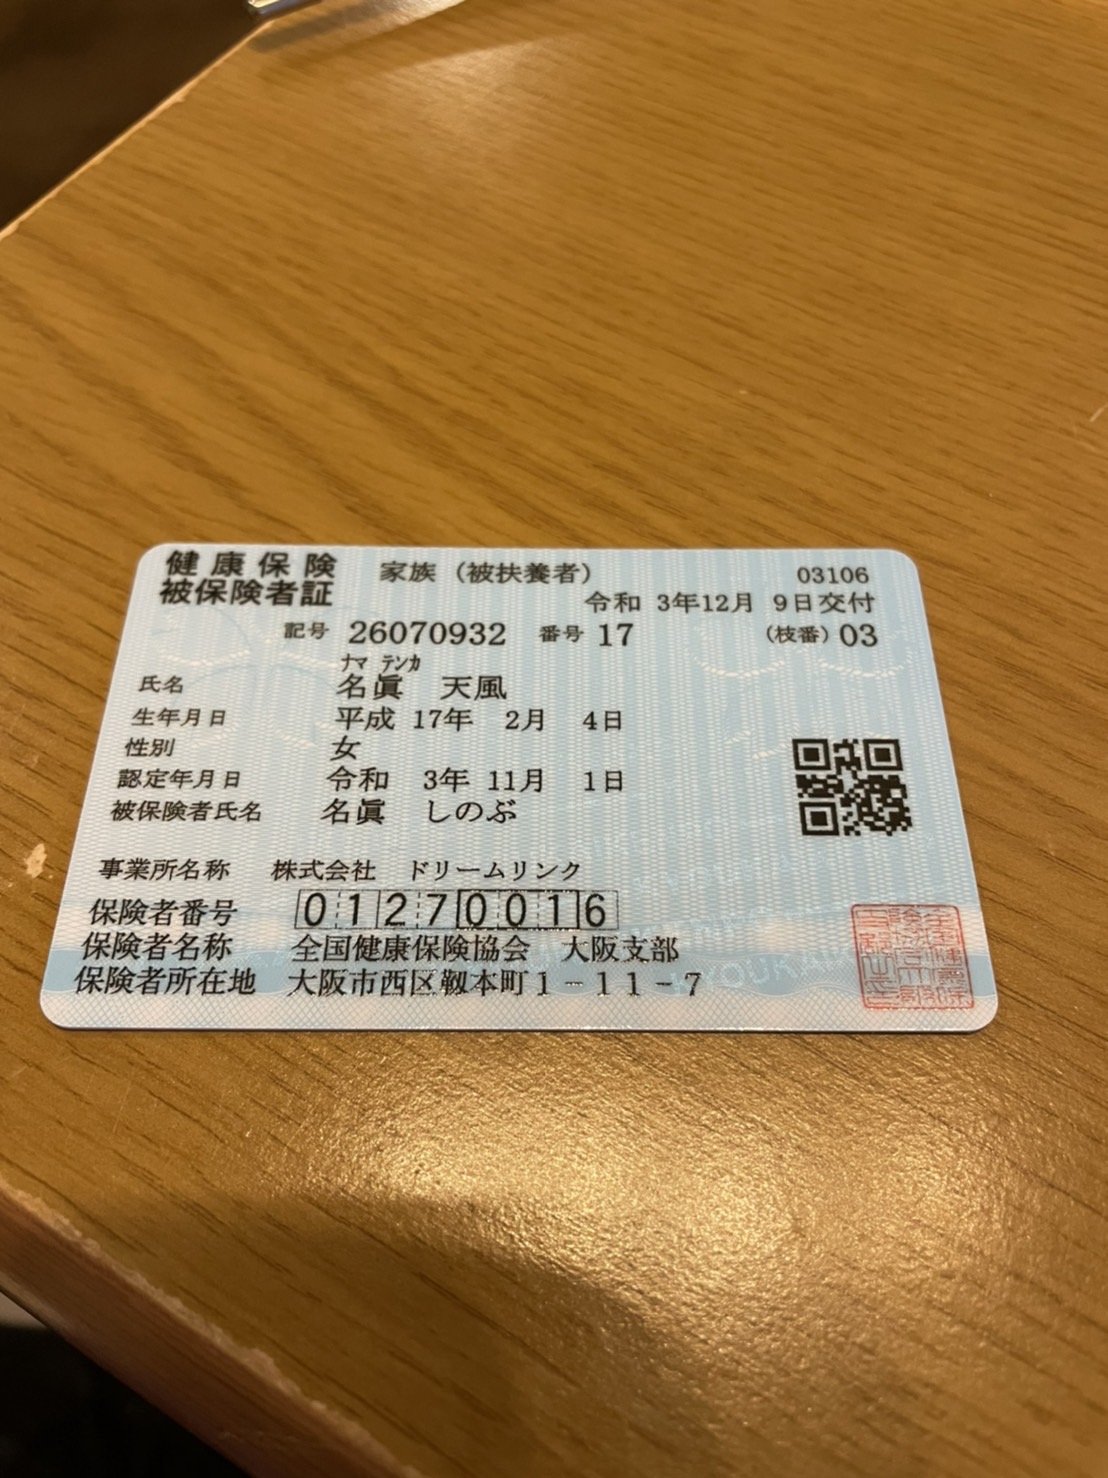 健康保険 家族（被扶養者） 03106
被保険者証 令和 3年12月 9日交付
記号 26070932 番号 17 （枝番）03
ナマ テンカ
氏名 名眞 天風
生年月日 平成 17年 2月 4日
性別 女
認定年月日 令和 3年 11月 1日
被保険者氏名 名眞 しのぶ
事業所名称 株式会社 ドリームリンク
保険者番号 01270016
保険者名称 全国健康保険協会 大阪支部
保険者所在地 大阪市西区靱本町1-11-7